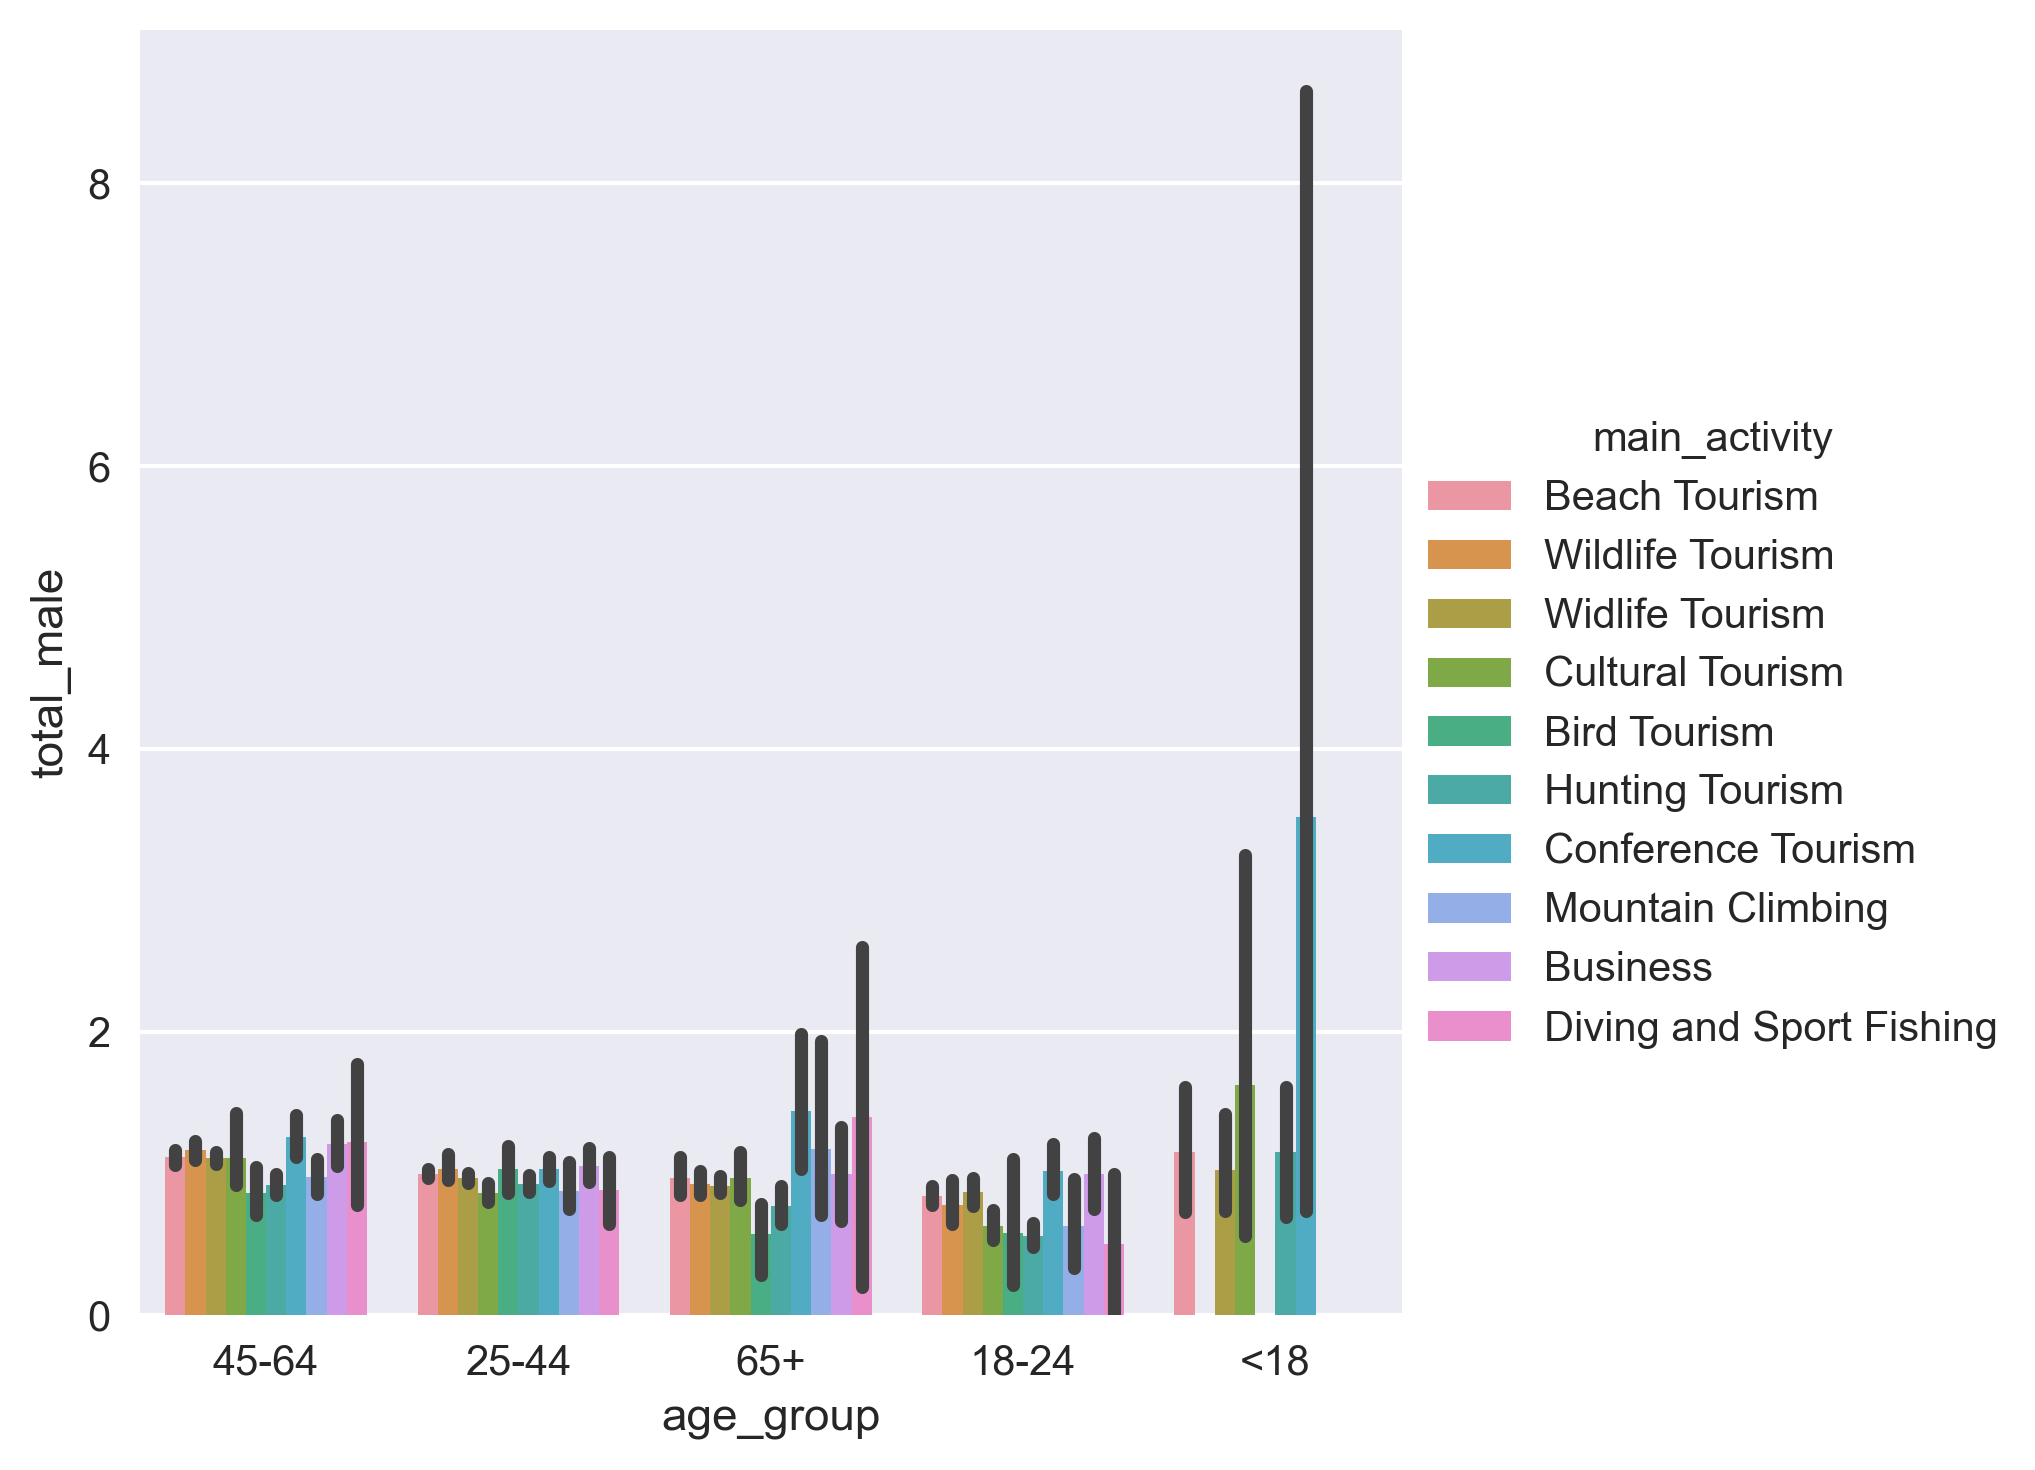 total_male
8
6
4
2
0
45-64
25-44
65+
18-24
<18
age_group
main_activity
Beach Tourism
Wildlife Tourism
Widlife Tourism
Cultural Tourism
Bird Tourism
Hunting Tourism
Conference Tourism
Mountain Climbing
Business
Diving and Sport Fishing